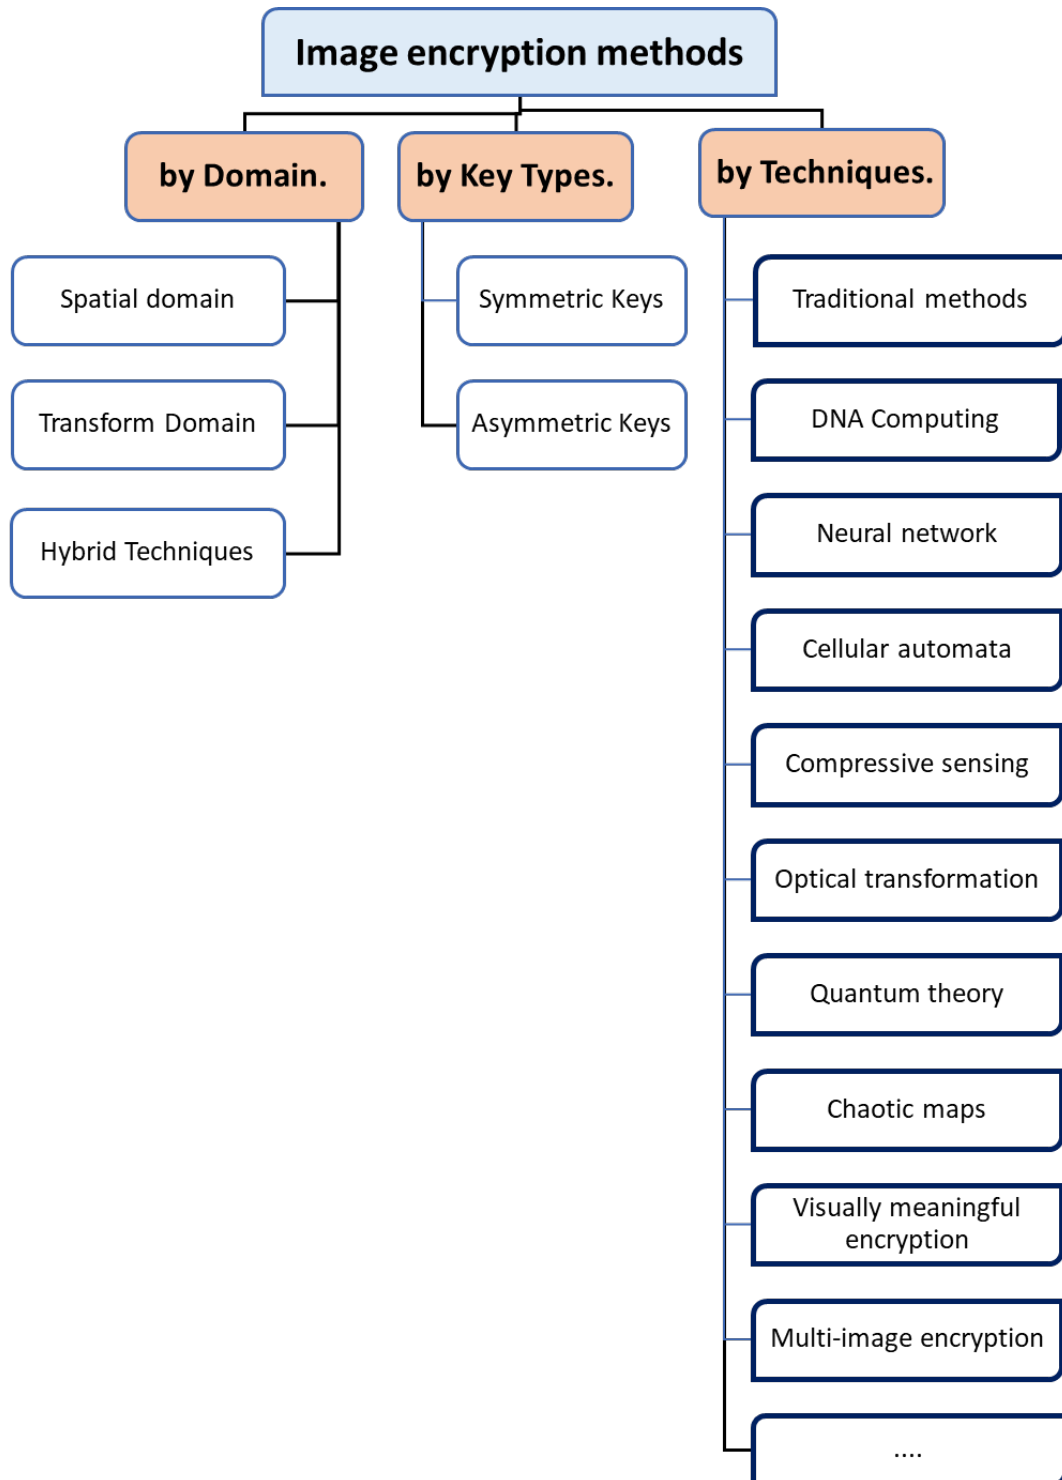 Image encryption methods
by Domain.
by Key Types.
by Techniques.
Spatial domain
Transform Domain
Hybrid Techniques
Symmetric Keys
Asymmetric Keys
Traditional methods
DNA Computing
Neural network
Cellular automata
Compressive sensing
Optical transformation
Quantum theory
Chaotic maps
Visually meaningful
encryption
Multi-image encryption
....